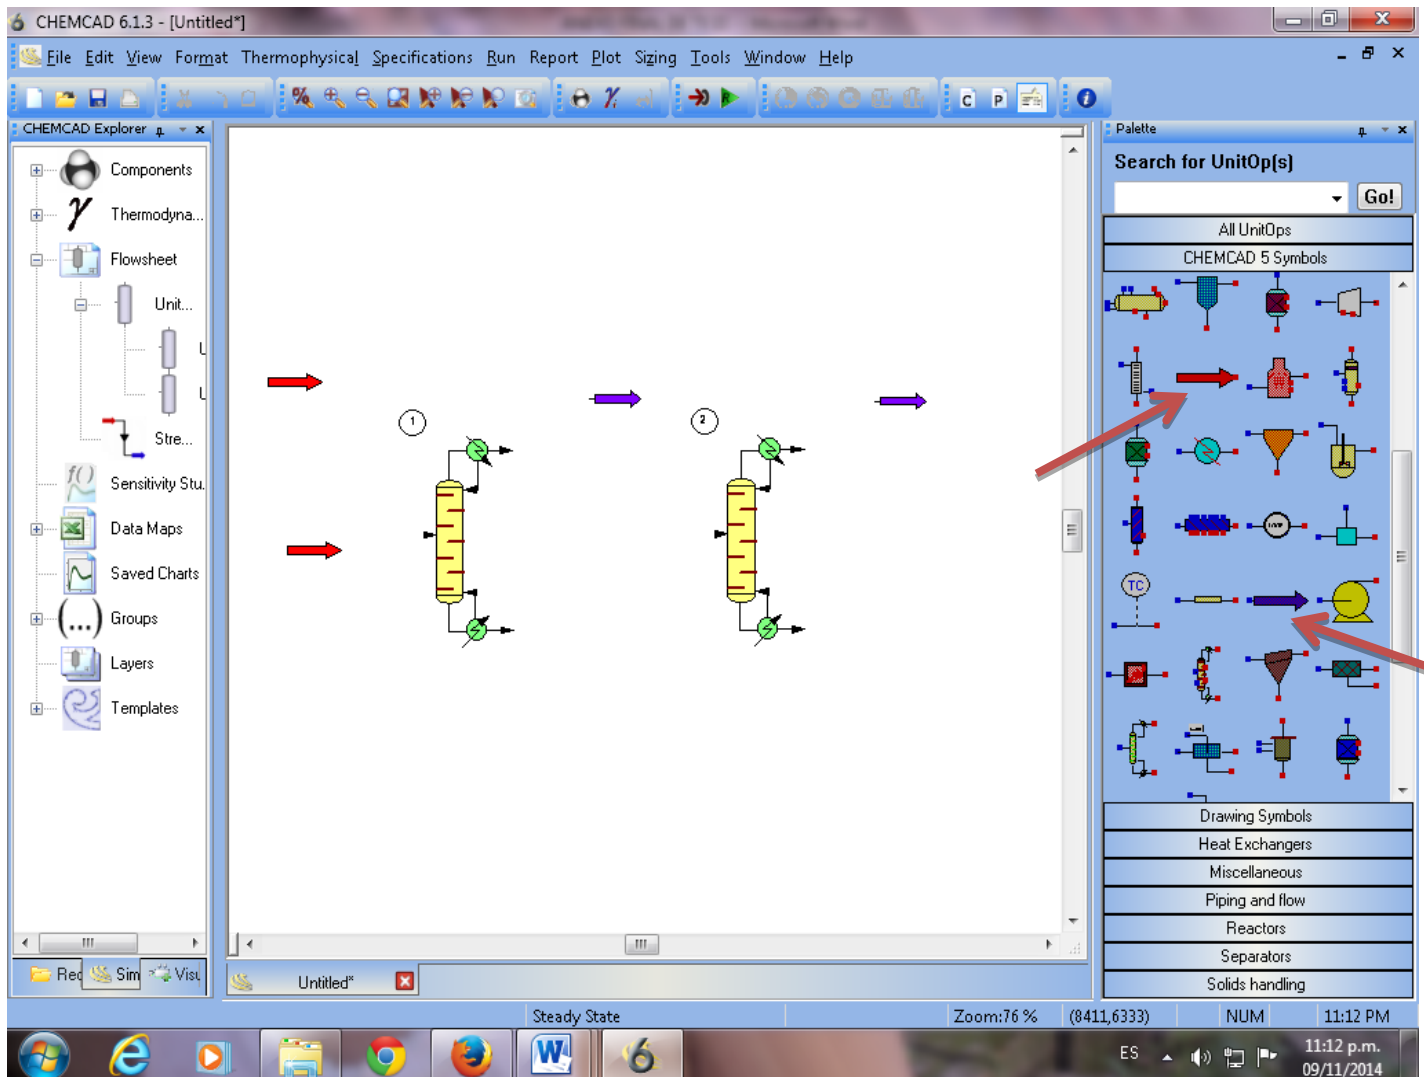 CHEMCAD 6.1.3 - [Untitled*]
File Edit View Format Thermophysical Specifications Run Report Plot Sizing Tools Window Help
C P
CHEMCAD Explorer
Components
Thermodyna...
Flowsheet
Unit...
Stre...
f()
Sensitivity Stu.
Data Maps
Saved Charts
(...)
Groups
Layers
Templates
Sim
Visu
1
2
Untitled*
Palette
Search for UnitOp(s)
Go!
All UnitOps
CHEMCAD 5 Symbols
TC
Drawing Symbols
Heat Exchangers
Miscellaneous
Piping and flow
Reactors
Separators
Solids handling
Steady State Zoom:76 % (8411,6333) NUM 11:12 PM
ES
11:12 p.m.
09/11/2014